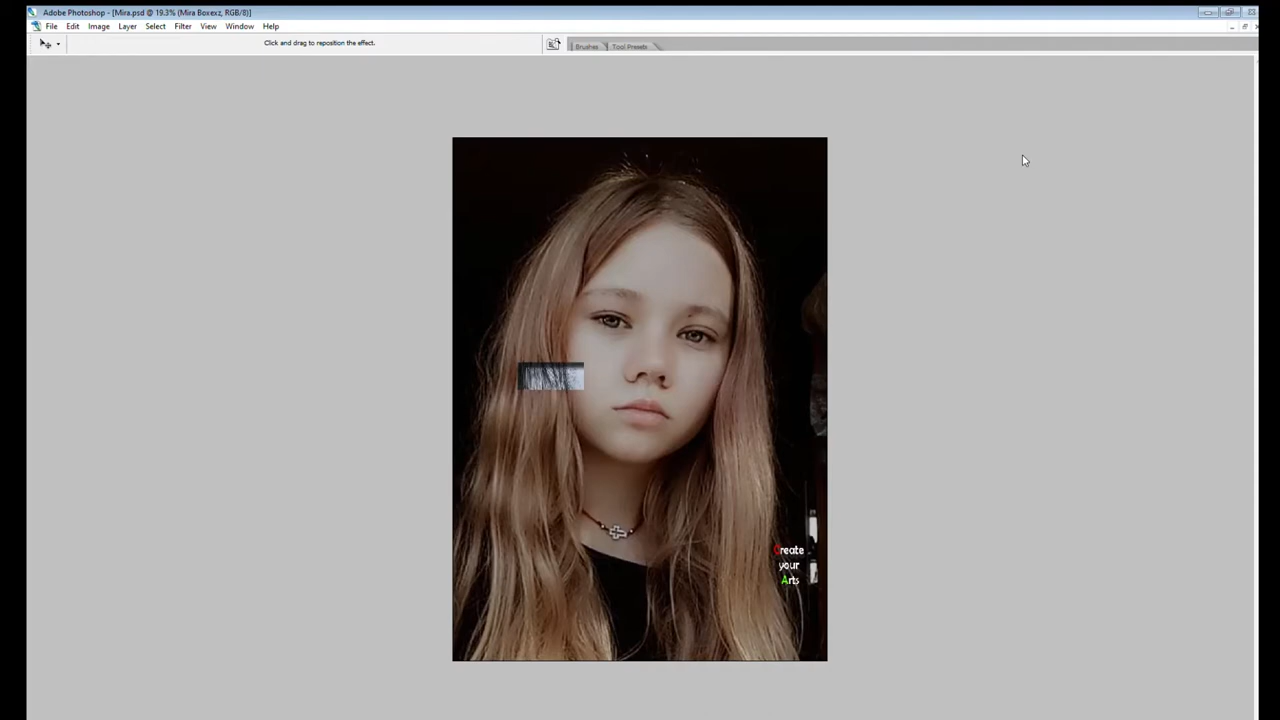 Adobe Photoshop - [Mira.psd @ 19.3% (Mira Boxexz, RGB/8)]
File Edit Image Layer Select Filter View Window Help
Click and drag to reposition the effect.
Brushes Tool Presets
Create
your
Arts